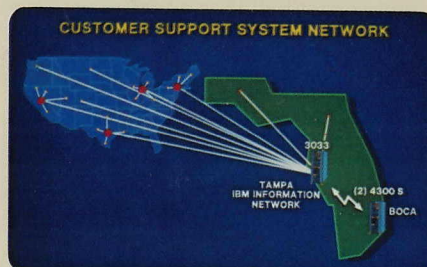 CUSTOMER SUPPORT SYSTEM NETWORK
3033
TAMPA
IBM INFORMATION
NETWORK
(2) 4300 S
BOCA